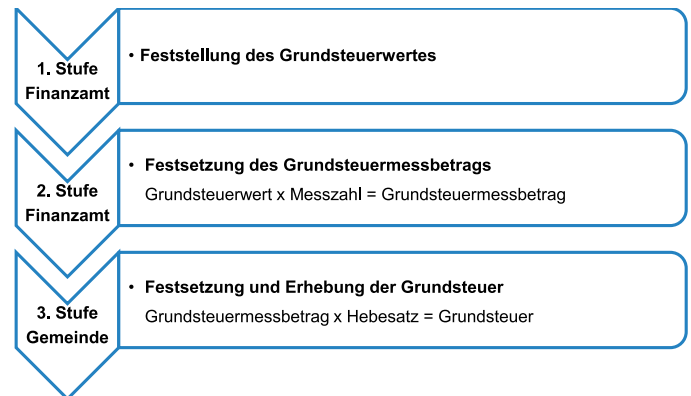 1. Stufe
Finanzamt
• Feststellung des Grundsteuerwertes
2. Stufe
Finanzamt
• Festsetzung des Grundsteuermessbetrags
Grundsteuerwert x Messzahl = Grundsteuermessbetrag
3. Stufe
Gemeinde
• Festsetzung und Erhebung der Grundsteuer
Grundsteuermessbetrag x Hebesatz = Grundsteuer